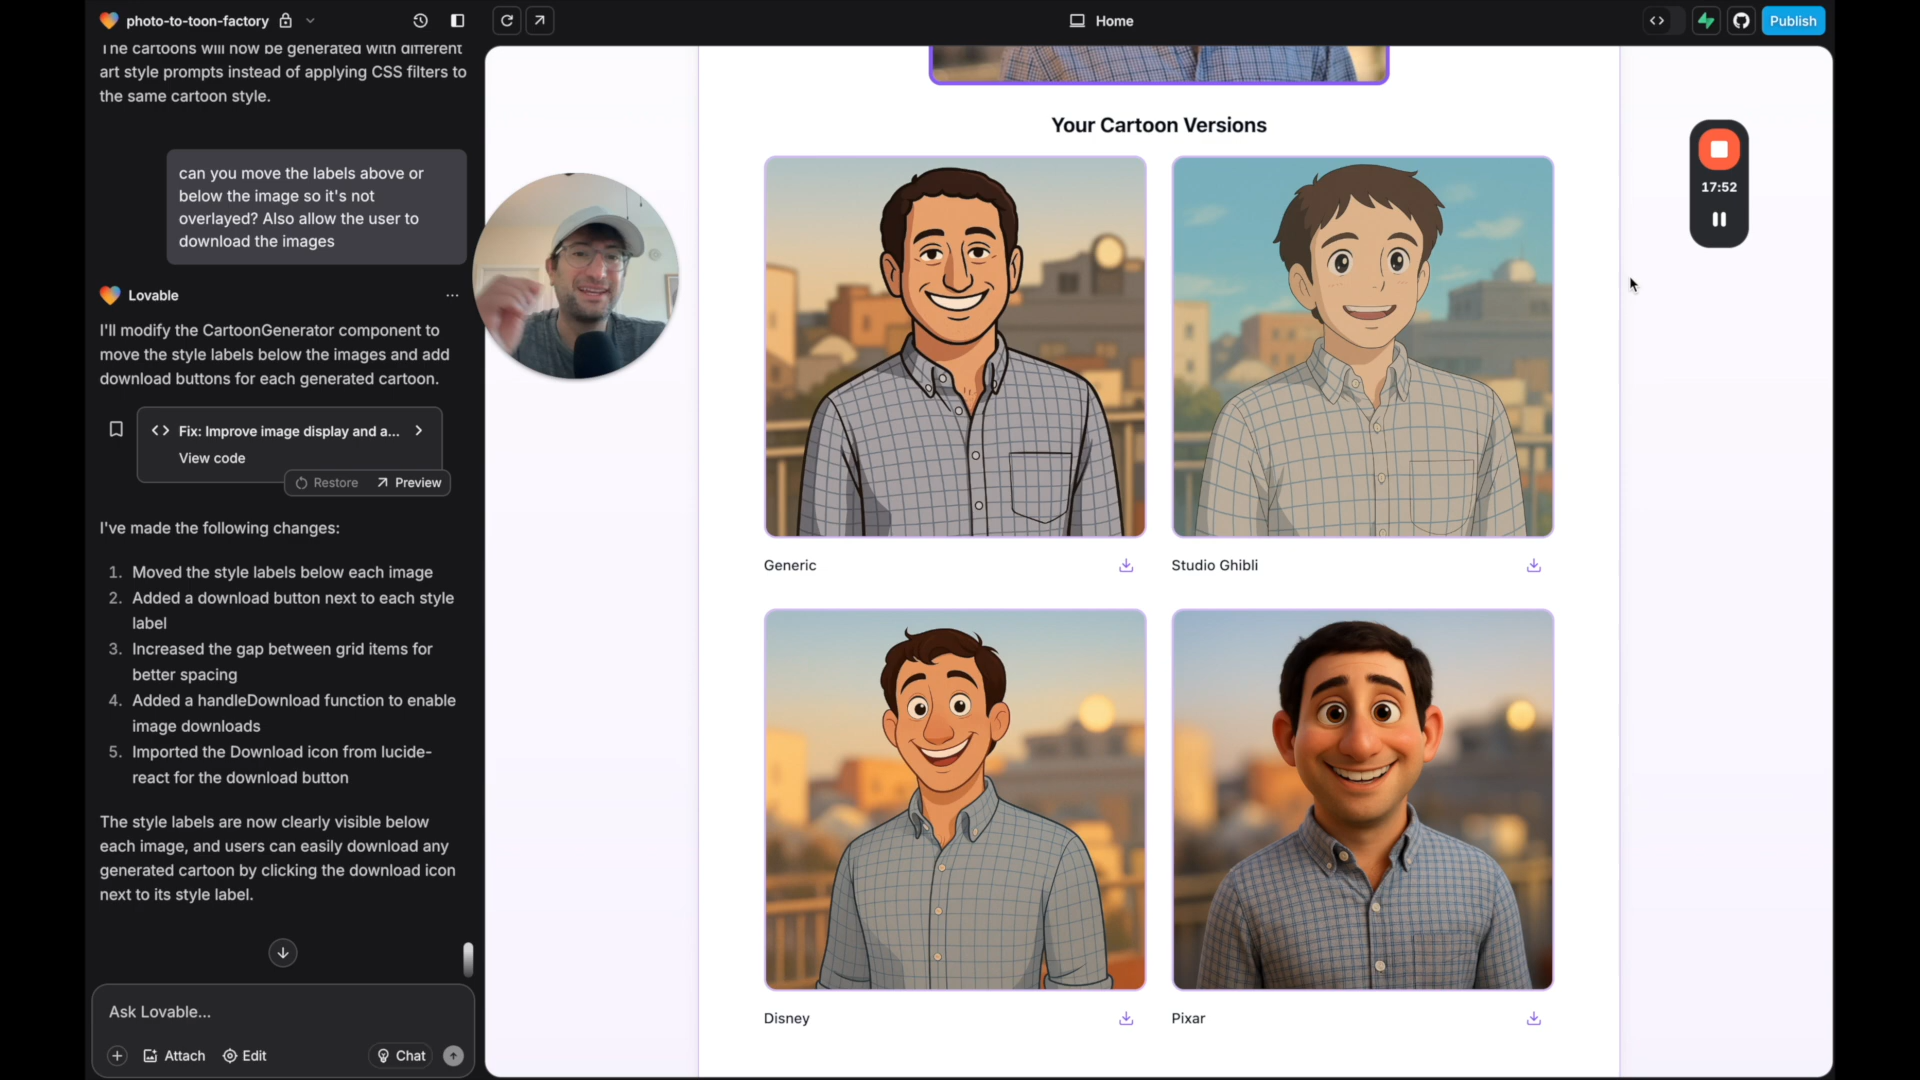 photo-to-toon-factory
Home
Publish
The cartoons will now be generated with different
art style prompts instead of applying CSS filters to
the same cartoon style.
can you move the labels above or
below the image so it's not
overlayed? Also allow the user to
download the images
Lovable
I'll modify the CartoonGenerator component to
move the style labels below the images and add
download buttons for each generated cartoon.
Fix: Improve image display and a...
View code
Restore
Preview
I've made the following changes:
1. Moved the style labels below each image
2. Added a download button next to each style
label
3. Increased the gap between grid items for
better spacing
4. Added a handleDownload function to enable
image downloads
5. Imported the Download icon from lucide-
react for the download button
The style labels are now clearly visible below
each image, and users can easily download any
generated cartoon by clicking the download icon
next to its style label.
Ask Lovable...
Attach
Edit
Chat
Your Cartoon Versions
Generic
Studio Ghibli
Disney
Pixar
17:52